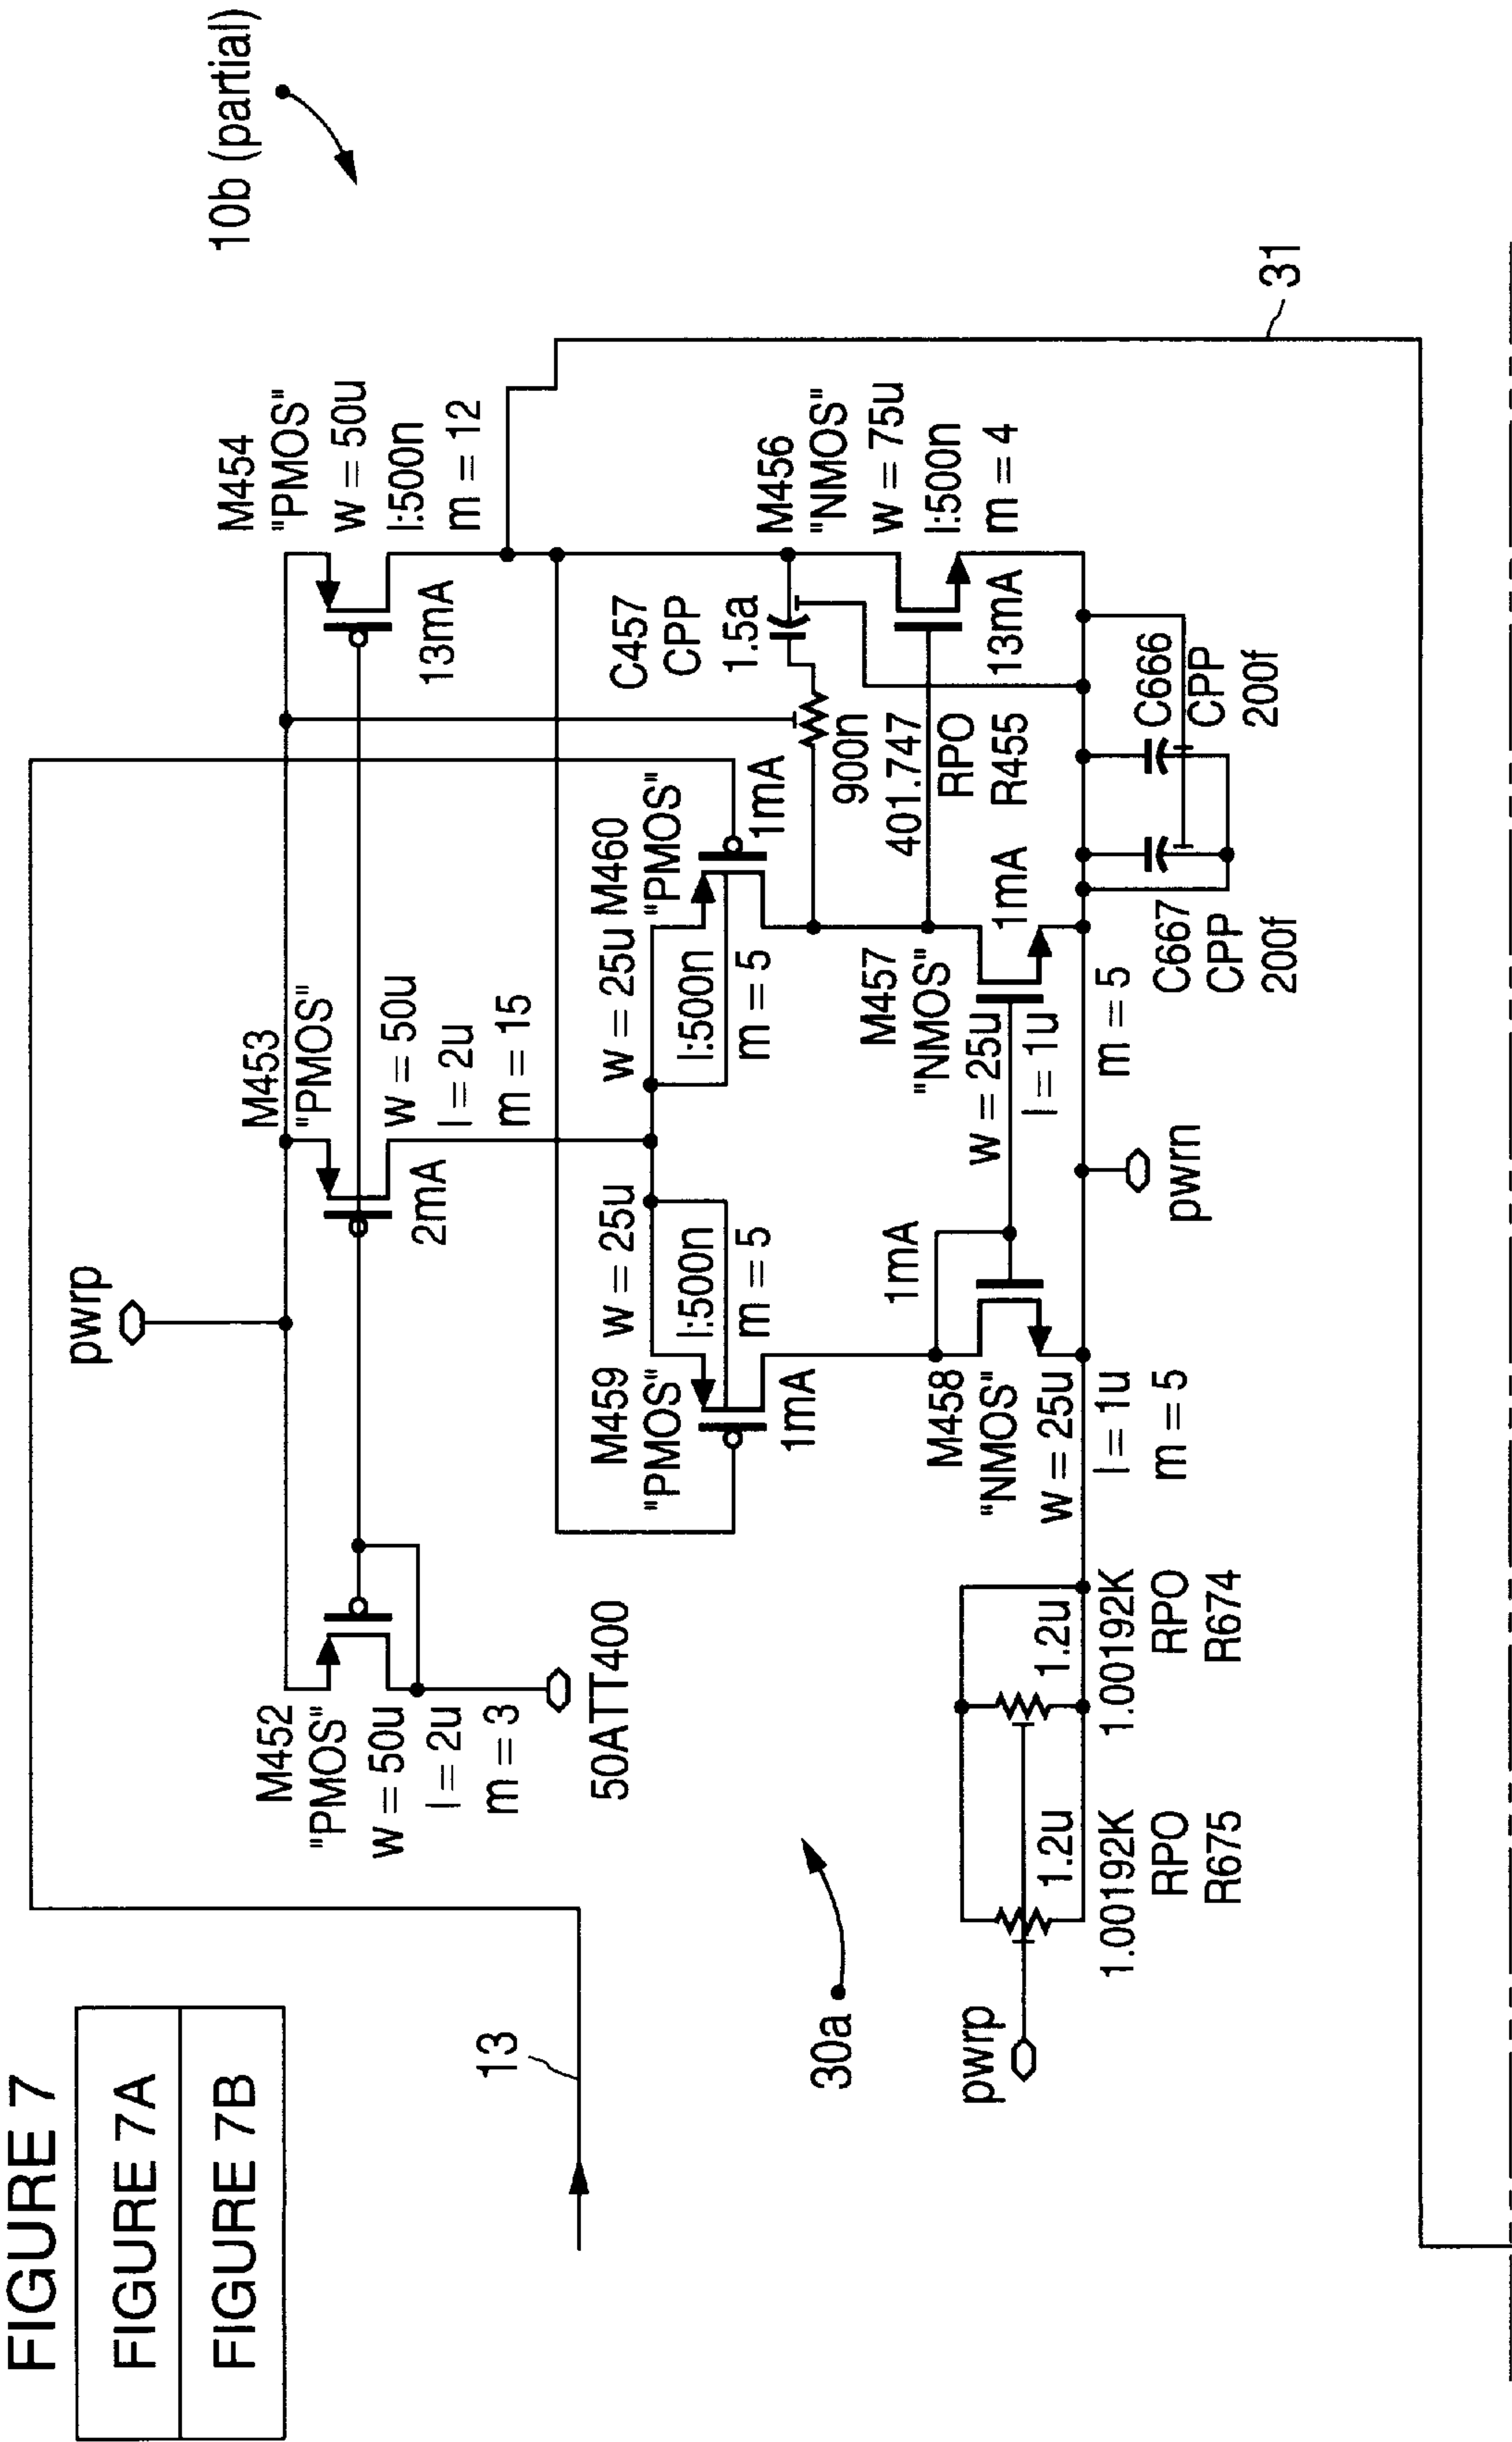 FIGURE 7
FIGURE 7A
FIGURE 7B
10b (partial)
pwrp
M452
"PMOS"
w = 50u
l = 2u
m = 3
50ATT400
M453
"PMOS"
w = 50u
l = 2u
m = 15
2mA
M454
"PMOS"
w = 50u
l:500n
m = 12
13mA
13
M459
"PMOS"
w = 25u
l:500n
m = 5
1mA
M460
"PMOS"
w = 25u
l:500n
m = 5
1mA
C457
CPP
1.5a
900n
401.747
RPO
R455
M456
"NMOS"
w = 75u
l:500n
m = 4
13mA
30a
M458
"NMOS"
w = 25u
l = 1u
m = 5
1mA
M457
"NMOS"
w = 25u
l = 1u
m = 5
1mA
pwrp
1.2u
1.00192K
RPO
R675
1.2u
1.00192K
RPO
R674
pwrn
C667
CPP
200f
C666
CPP
200f
31